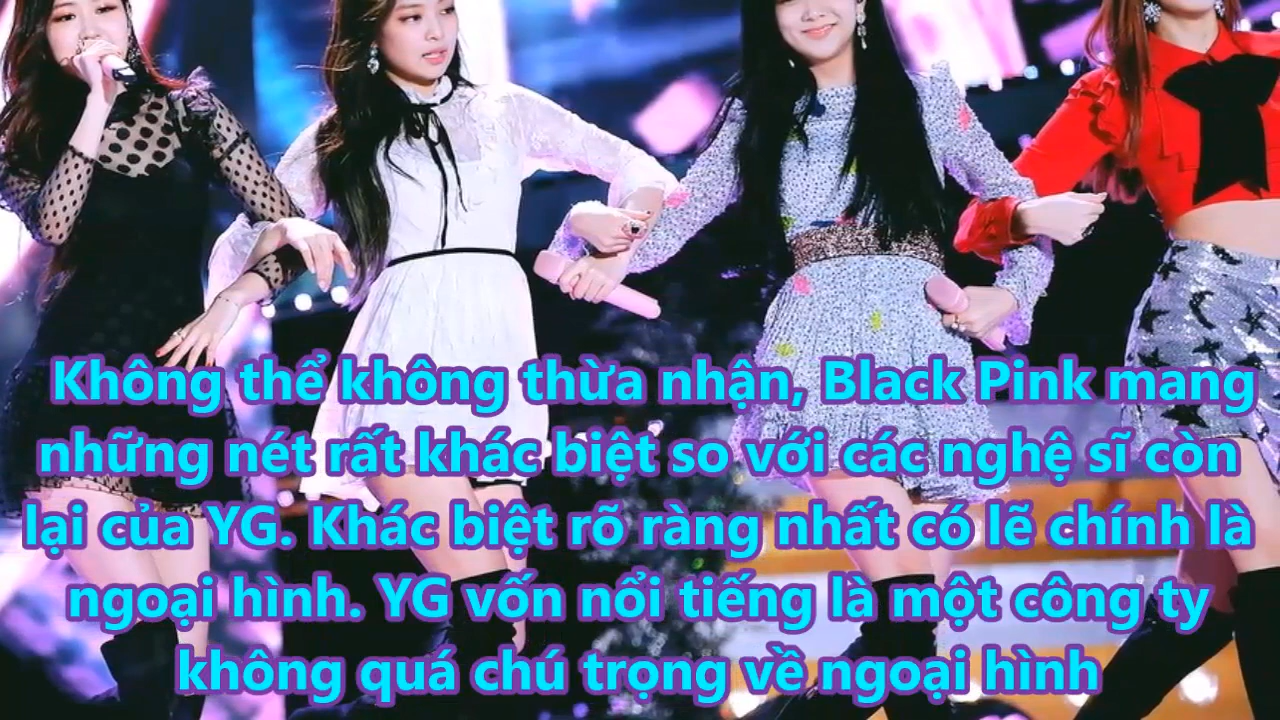 Không thể không thừa nhận, Black Pink mang
những nét rất khác biệt so với các nghệ sĩ còn
lại của YG. Khác biệt rõ ràng nhất có lẽ chính là
ngoại hình. YG vốn nổi tiếng là một công ty
không quá chú trọng về ngoại hình